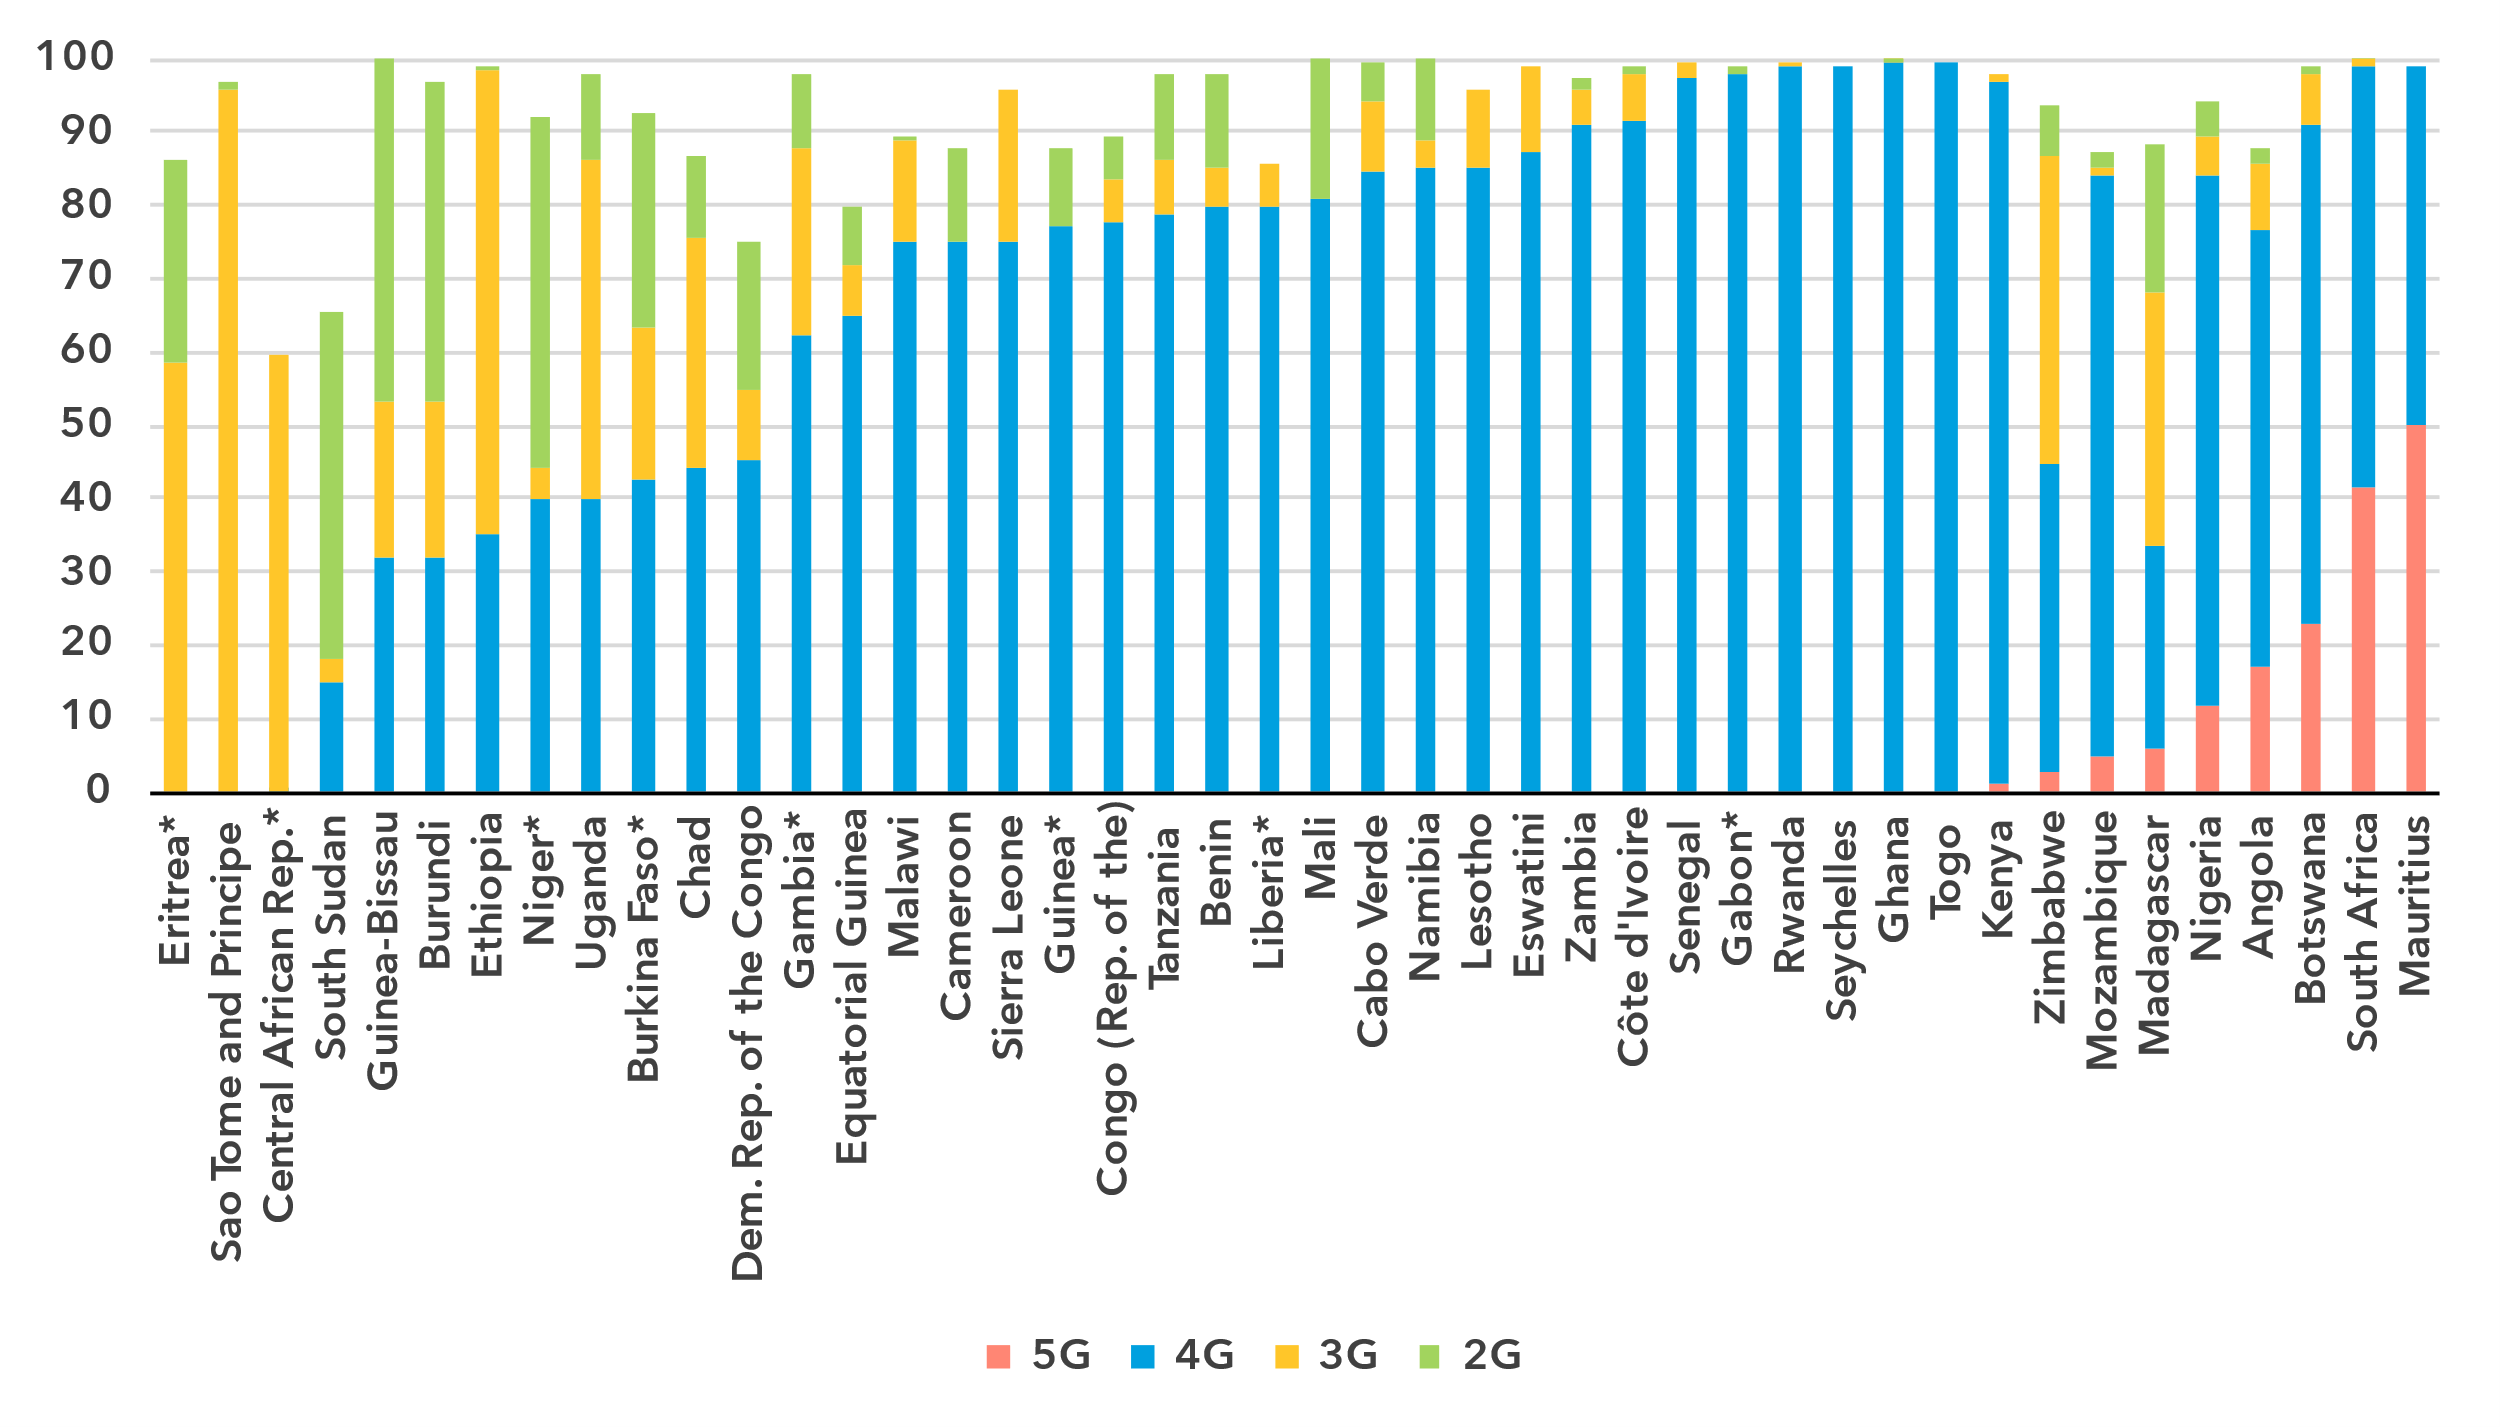 100
90
80
70
60
50
40
30
20
10
0
Eritrea*
Sao Tome and Principe
Central African Rep.*
South Sudan
Guinea-Bissau
Burundi
Ethiopia
Niger*
Uganda
Burkina Faso*
Chad
Dem. Rep. of the Congo
Gambia*
Equatorial Guinea
Malawi
Cameroon
Sierra Leone
Guinea*
Congo (Rep. of the)
Tanzania
Benin
Liberia*
Mali
Cabo Verde
Namibia
Lesotho
Eswatini
Zambia
Côte d'Ivoire
Senegal
Gabon*
Rwanda
Seychelles
Ghana
Togo
Kenya
Zimbabwe
Mozambique
Madagascar
Nigeria
Angola
Botswana
South Africa
Mauritius
5G 4G 3G 2G